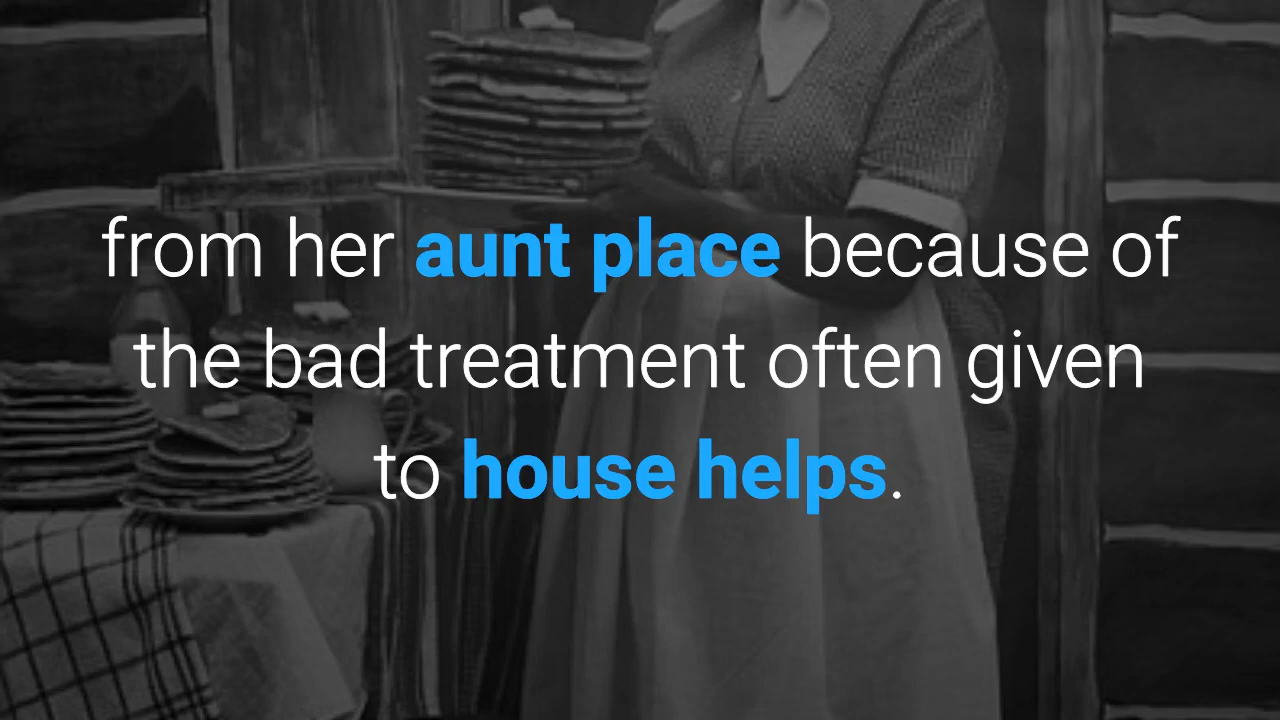 from her aunt place because of
the bad treatment often given
to house helps.